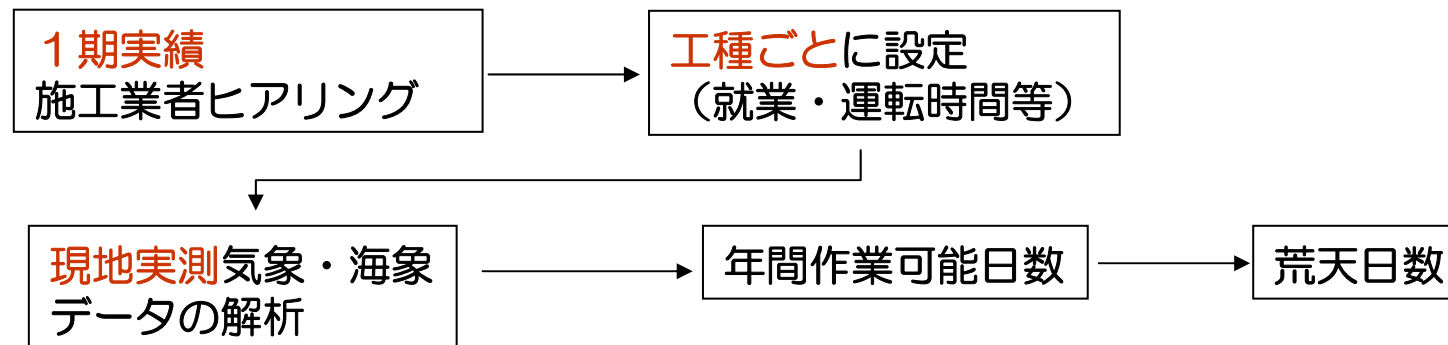 １期実績
施工業者ヒアリング
工種ごとに設定
（就業・運転時間等）
現地実測気象・海象
データの解析
年間作業可能日数
荒天日数